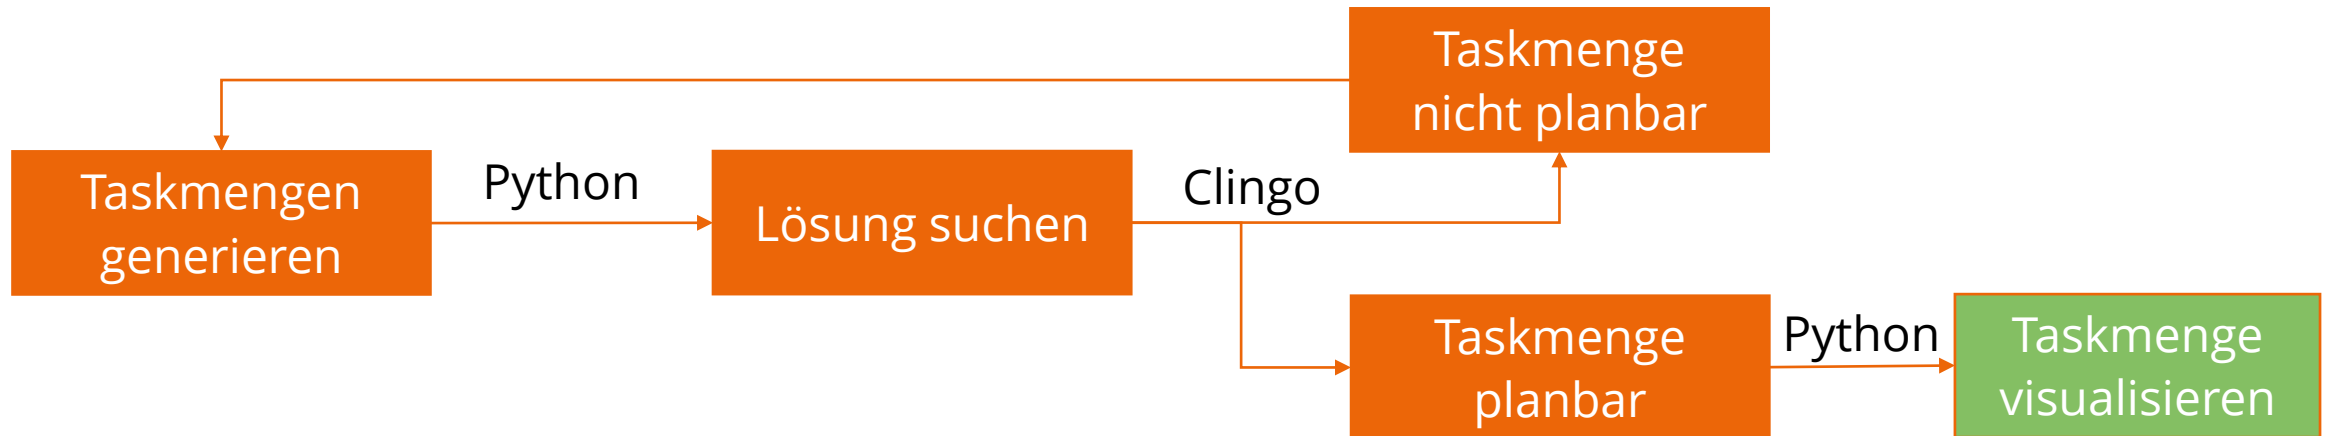 Taskmengen
generieren
Python
Lösung suchen
Clingo
Taskmenge
nicht planbar
Taskmenge
planbar
Python
Taskmenge
visualisieren